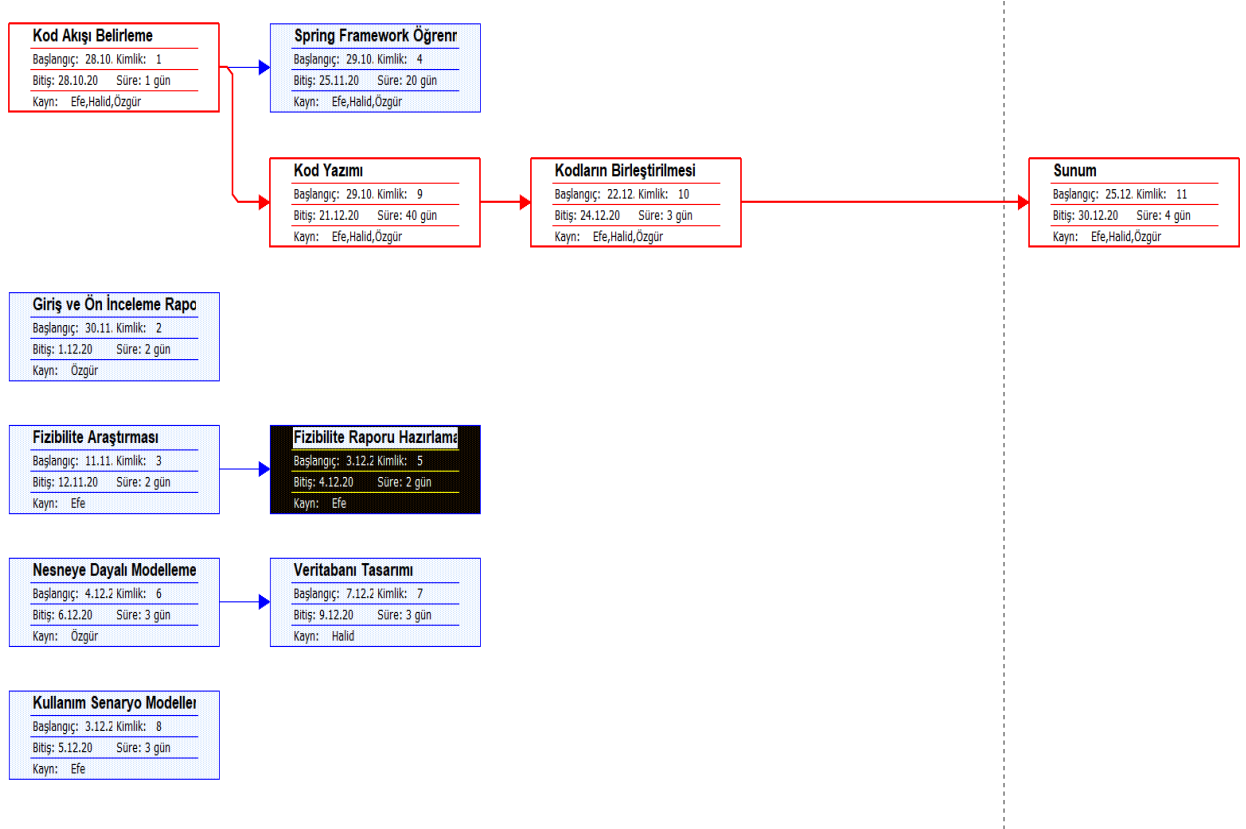 Kod Akışı Belirleme
Başlangıç: 28.10. Kimlik: 1
Bitiş: 28.10.20 Süre: 1 gün
Kayn: Efe,Halid,Özgür
Spring Framework Öğrenm
Başlangıç: 29.10. Kimlik: 4
Bitiş: 25.11.20 Süre: 20 gün
Kayn: Efe,Halid,Özgür
Kod Yazımı
Başlangıç: 29.10. Kimlik: 9
Bitiş: 21.12.20 Süre: 40 gün
Kayn: Efe,Halid,Özgür
Kodların Birleştirilmesi
Başlangıç: 22.12. Kimlik: 10
Bitiş: 24.12.20 Süre: 3 gün
Kayn: Efe,Halid,Özgür
Sunum
Başlangıç: 25.12. Kimlik: 11
Bitiş: 30.12.20 Süre: 4 gün
Kayn: Efe,Halid,Özgür
Giriş ve Ön İnceleme Rapo
Başlangıç: 30.11. Kimlik: 2
Bitiş: 1.12.20 Süre: 2 gün
Kayn: Özgür
Fizibilite Araştırması
Başlangıç: 11.11. Kimlik: 3
Bitiş: 12.11.20 Süre: 2 gün
Kayn: Efe
Fizibilite Raporu Hazırlama
Başlangıç: 3.12.2 Kimlik: 5
Bitiş: 4.12.20 Süre: 2 gün
Kayn: Efe
Nesneye Dayalı Modelleme
Başlangıç: 4.12.2 Kimlik: 6
Bitiş: 6.12.20 Süre: 3 gün
Kayn: Özgür
Veritabanı Tasarımı
Başlangıç: 7.12.2 Kimlik: 7
Bitiş: 9.12.20 Süre: 3 gün
Kayn: Halid
Kullanım Senaryo Modeller
Başlangıç: 3.12.2 Kimlik: 8
Bitiş: 5.12.20 Süre: 3 gün
Kayn: Efe